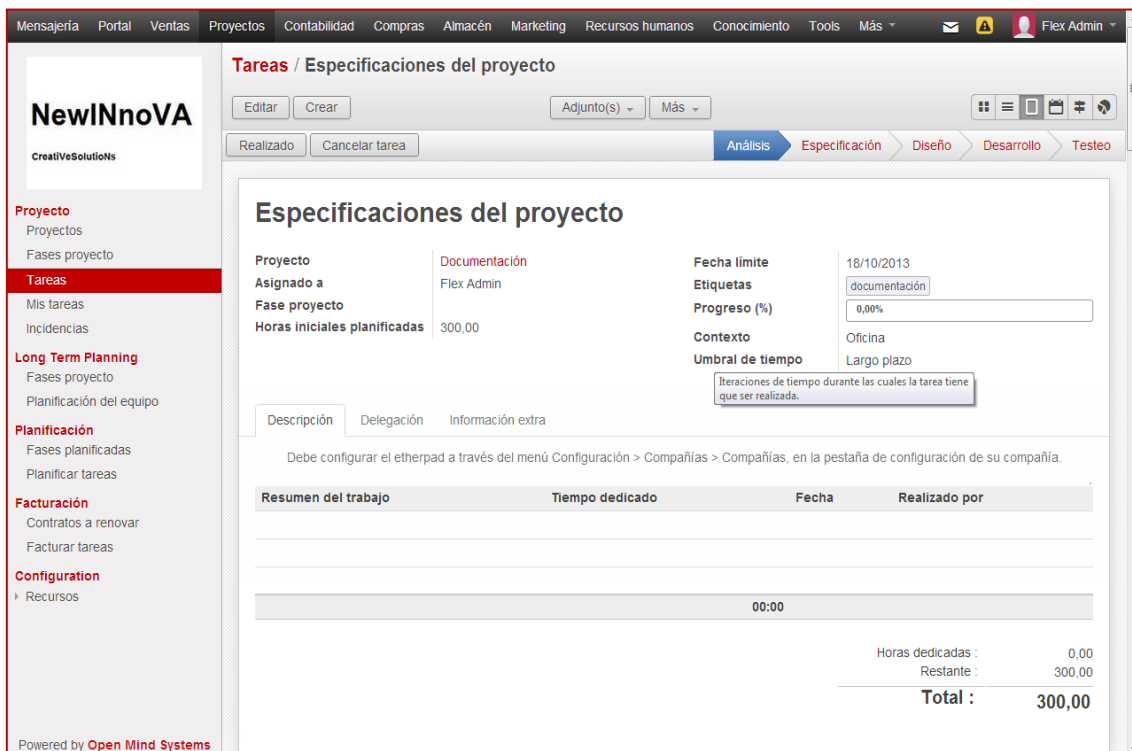 Mensajería Portal Ventas Proyectos Contabilidad Compras Almacén Marketing Recursos humanos Conocimiento Tools Más Flex Admin
NewINnoVA
CreatiVeSolutioNs
Proyecto
Proyectos
Fases proyecto
Tareas
Mis tareas
Incidencias
Long Term Planning
Fases proyecto
Planificación del equipo
Planificación
Fases planificadas
Planificar tareas
Facturación
Contratos a renovar
Facturar tareas
Configuration
Recursos
Powered by Open Mind Systems
Tareas / Especificaciones del proyecto
Editar Crear Adjunto(s) Más
Realizado Cancelar tarea Análisis Especificación Diseño Desarrollo Testeo
Especificaciones del proyecto
Proyecto Documentación
Asignado a Flex Admin
Fase proyecto
Horas iniciales planificadas 300,00
Fecha límite 18/10/2013
Etiquetas documentación
Progreso (%) 0,00%
Contexto Oficina
Umbral de tiempo Largo plazo
Iteraciones de tiempo durante las cuales la tarea tiene
que ser realizada.
Descripción Delegación Información extra
Debe configurar el etherpad a través del menú Configuración > Compañías > Compañías, en la pestaña de configuración de su compañía.
Resumen del trabajo Tiempo dedicado Fecha Realizado por
00:00
Horas dedicadas : 0,00
Restante : 300,00
Total : 300,00